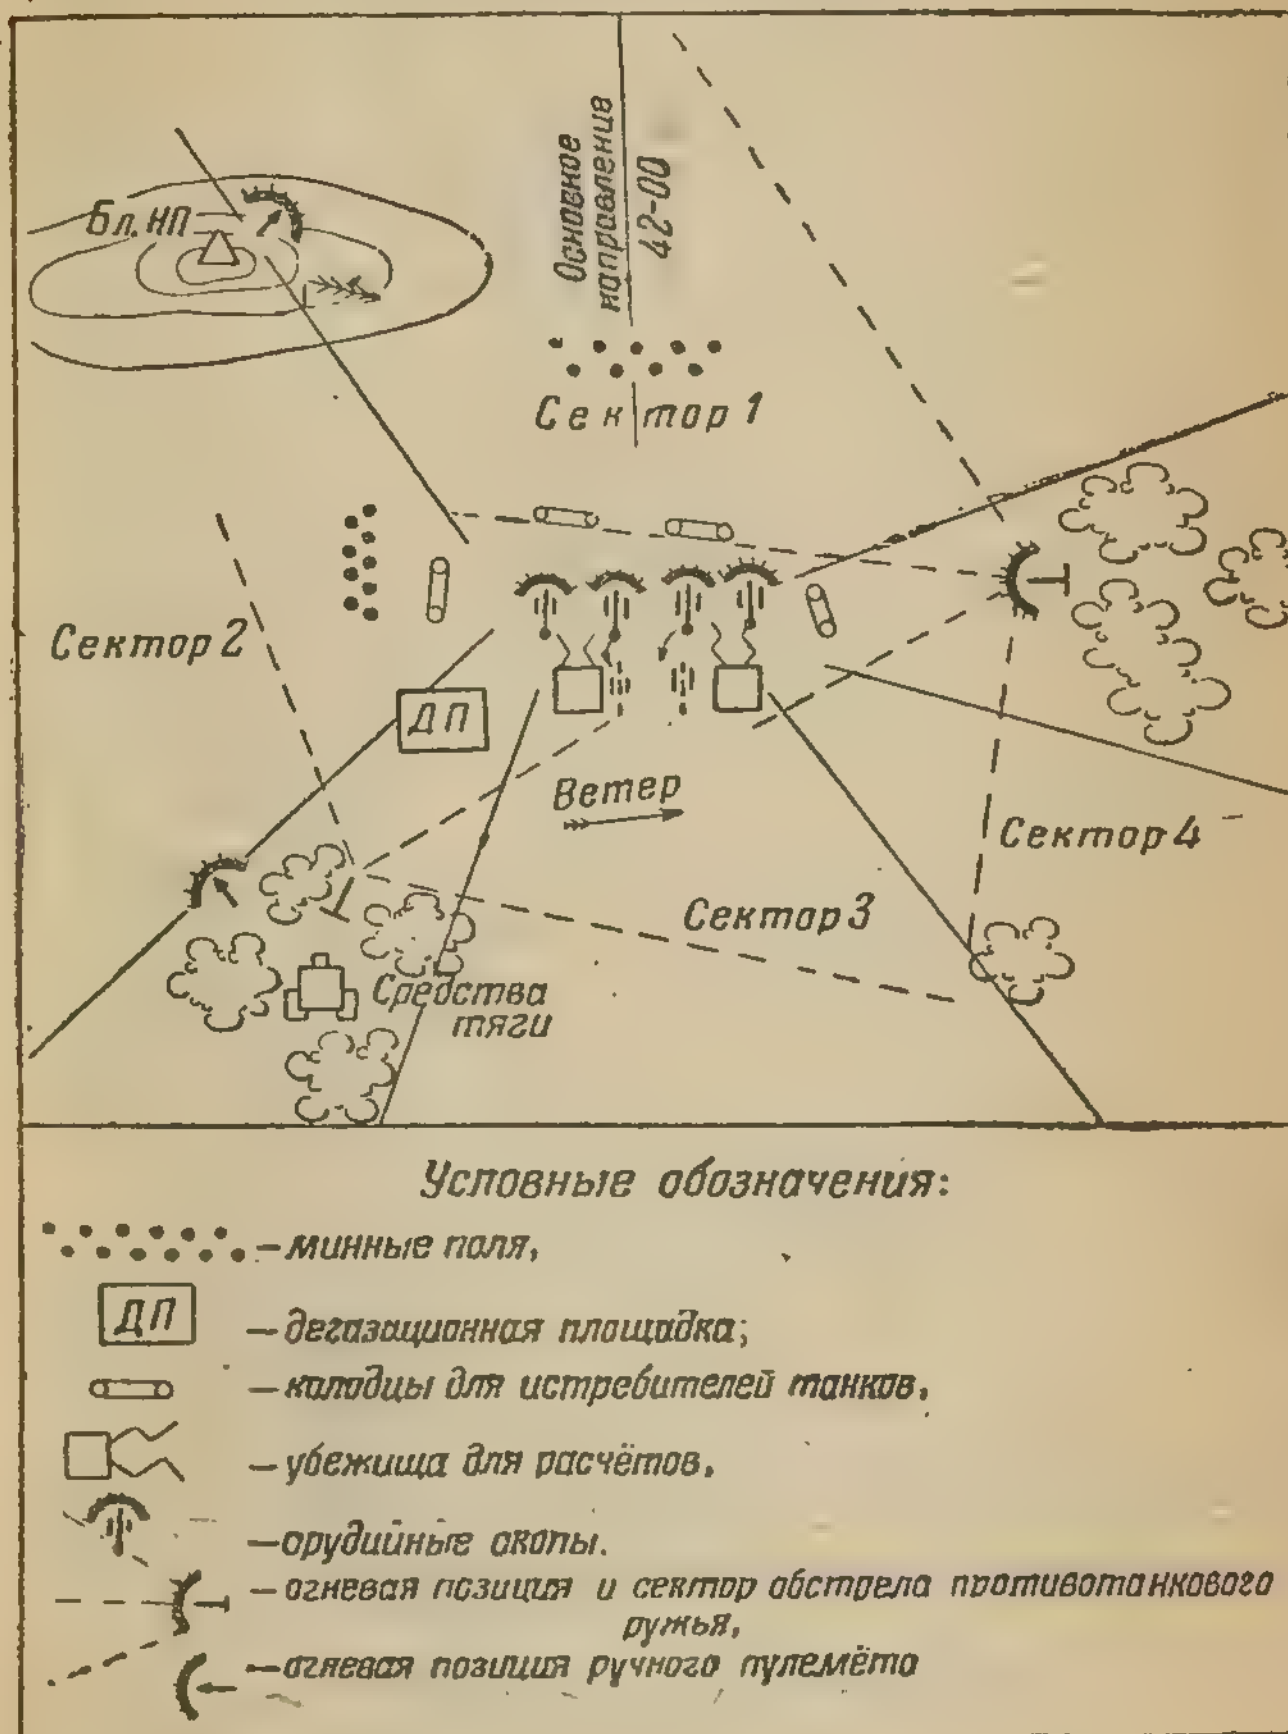 Основное
направление
42-00
Бл. НП
Сектор 1
Сектор 2
ДП
Ветер
Сектор 4
Сектор 3
Средства
тяги
Условные обозначения:
– минные поля,
ДП
– дегазационная площадка;
– колодцы для истребителей танков,
– убежища для расчётов,
– орудийные окопы.
– огневая позиция и сектор обстрела противотанкового
ружья,
– огневая позиция ручного пулемёта